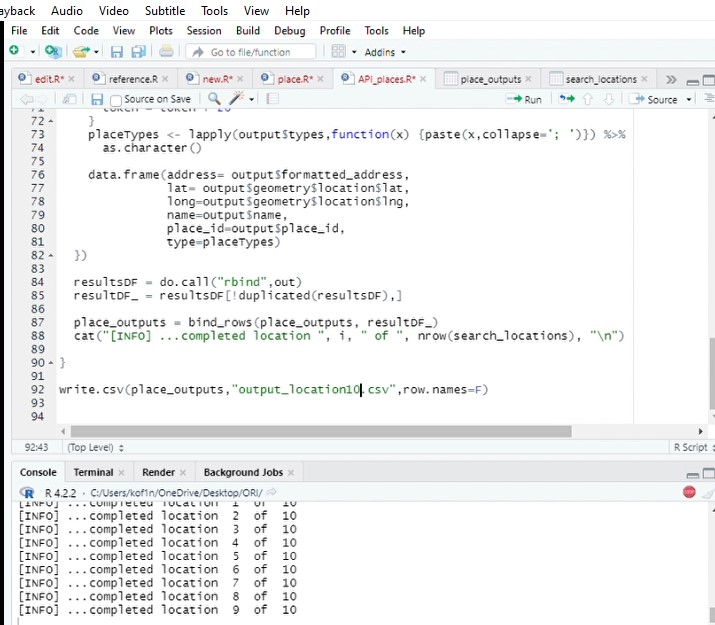 ayback Audio Video Subtitle Tools View Help
File Edit Code View Plots Session Build Debug Profile Tools Help
Go to file/function Addins
edit.R* reference.R new.R* place.R* API_places.R* place_outputs search_locations
Source on Save Run Source
71 token = token + 20
72 }
73 placeTypes <- lapply(output$types,function(x) {paste(x,collapse='; ')}) %>%
74 as.character()
75
76 data.frame(address= output$formatted_address,
77 lat= output$geometry$location$lat,
78 long=output$geometry$location$lng,
79 name=output$name,
80 place_id=output$place_id,
81 type=placeTypes)
82 })
83
84 resultsDF = do.call("rbind",out)
85 resultDF_ = resultsDF[!duplicated(resultsDF),]
86
87 place_outputs = bind_rows(place_outputs, resultDF_)
88 cat("[INFO] ...completed location ", i, " of ", nrow(search_locations), "\n")
89
90 }
91
92 write.csv(place_outputs,"output_location10.csv",row.names=F)
93
94
92:43 (Top Level) R Script
Console Terminal Render Background Jobs
R 4.2.2 · C:/Users/kof1n/OneDrive/Desktop/ORI/
[INFO] ...completed location 1 of 10
[INFO] ...completed location 2 of 10
[INFO] ...completed location 3 of 10
[INFO] ...completed location 4 of 10
[INFO] ...completed location 5 of 10
[INFO] ...completed location 6 of 10
[INFO] ...completed location 7 of 10
[INFO] ...completed location 8 of 10
[INFO] ...completed location 9 of 10